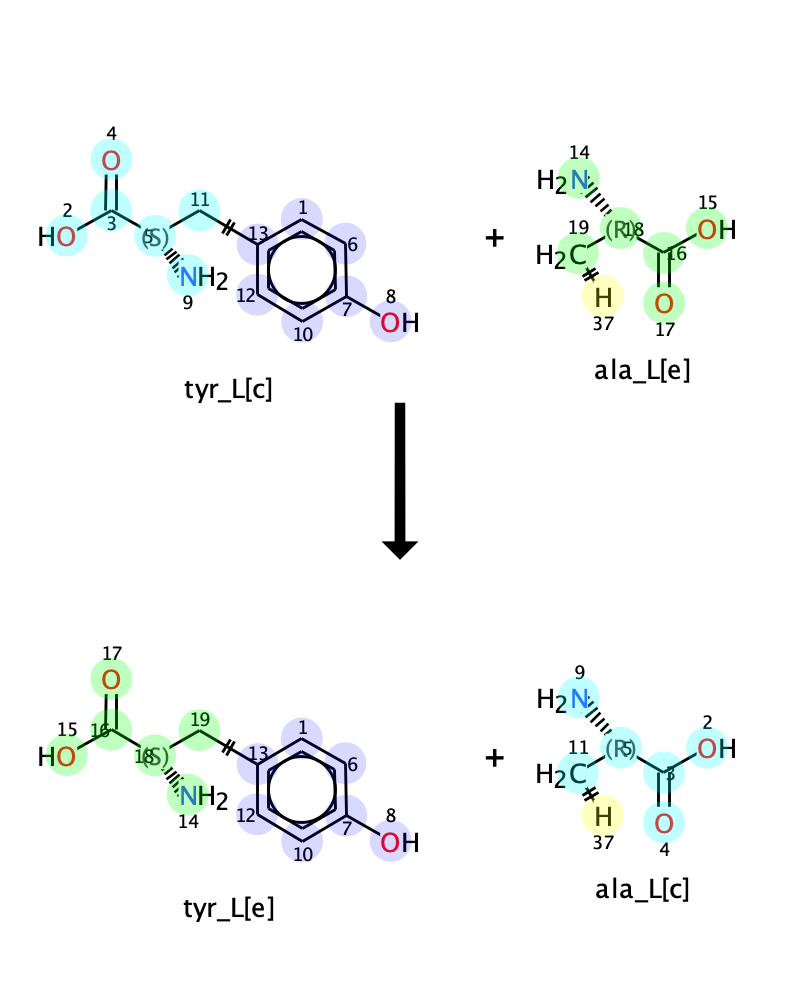 4
O
2
HO
3
(S)
5
11
NH2
9
1
13
6
12
7
10
8
OH
+
14
H2N
15
OH
(R)
18
19
H2C
16
H
37
O
17
tyr_L[c]
ala_L[e]
17
O
15
HO
16
(S)
18
19
NH2
14
1
13
6
12
7
10
8
OH
+
9
H2N
2
OH
(R)
5
11
H2C
3
H
37
O
4
tyr_L[e]
ala_L[c]